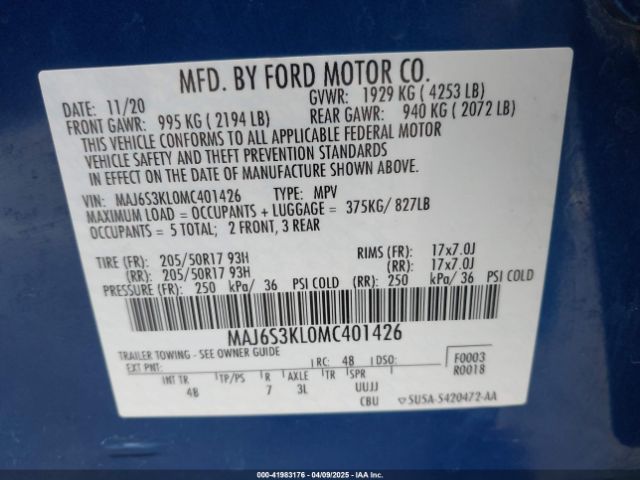 MFD. BY FORD MOTOR CO.
DATE: 11/20
GVWR: 1929 KG ( 4253 LB)
FRONT GAWR: 995 KG ( 2194 LB)
REAR GAWR: 940 KG ( 2072 LB)
THIS VEHICLE CONFORMS TO ALL APPLICABLE FEDERAL MOTOR
VEHICLE SAFETY AND THEFT PREVENTION STANDARDS
IN EFFECT ON THE DATE OF MANUFACTURE SHOWN ABOVE.
VIN: MAJ6S3KL0MC401426 TYPE: MPV
MAXIMUM LOAD = OCCUPANTS + LUGGAGE = 375KG/ 827LB
OCCUPANTS = 5 TOTAL; 2 FRONT, 3 REAR
TIRE (FR): 205/50R17 93H RIMS (FR): 17x7.0J
(RR): 205/50R17 93H (RR): 17x7.0J
PRESSURE (FR): 250 kPa/ 36 PSI COLD (RR): 250 kPa/ 36 PSI COLD
MAJ6S3KL0MC401426
TRAILER TOWING - SEE OWNER GUIDE
EXT PNT: RC: 48 DSO: F0003
R0018
INT TR TP/PS R AXLE TR SPR
4B 7 3L UUJJ
CBU SU5A-S420472-AA
000-41983176 - 04/09/2025 - IAAI.COM